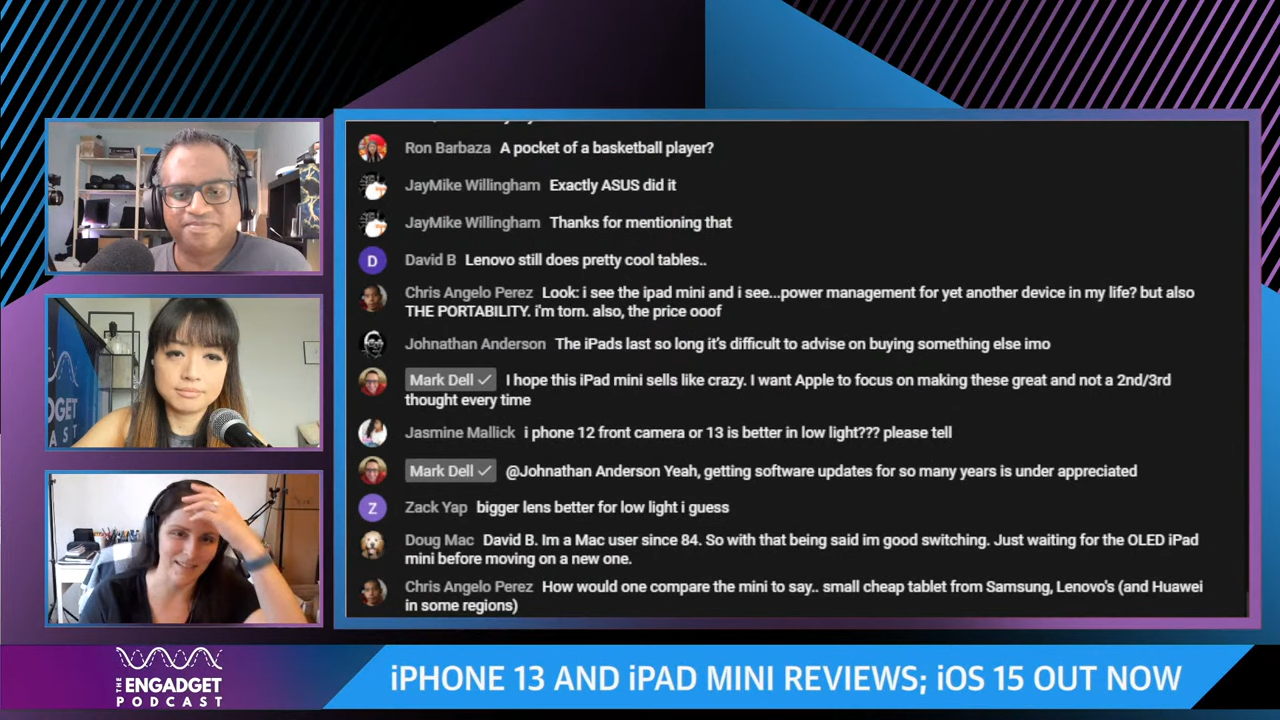 Ron Barbaza A pocket of a basketball player?
JayMike Willingham Exactly ASUS did it
JayMike Willingham Thanks for mentioning that
D David B Lenovo still does pretty cool tables..
Chris Angelo Perez Look: i see the ipad mini and i see...power management for yet another device in my life? but also
THE PORTABILITY. i'm torn. also, the price ooof
Johnathan Anderson The iPads last so long it's difficult to advise on buying something else imo
Mark Dell I hope this iPad mini sells like crazy. I want Apple to focus on making these great and not a 2nd/3rd
thought every time
Jasmine Mallick i phone 12 front camera or 13 is better in low light??? please tell
Mark Dell @Johnathan Anderson Yeah, getting software updates for so many years is under appreciated
Z Zack Yap bigger lens better for low light i guess
Doug Mac David B. Im a Mac user since 84. So with that being said im good switching. Just waiting for the OLED iPad
mini before moving on a new one.
Chris Angelo Perez How would one compare the mini to say.. small cheap tablet from Samsung, Lenovo's (and Huawei
in some regions)
THE ENGADGET
PODCAST
iPHONE 13 AND iPAD MINI REVIEWS; iOS 15 OUT NOW